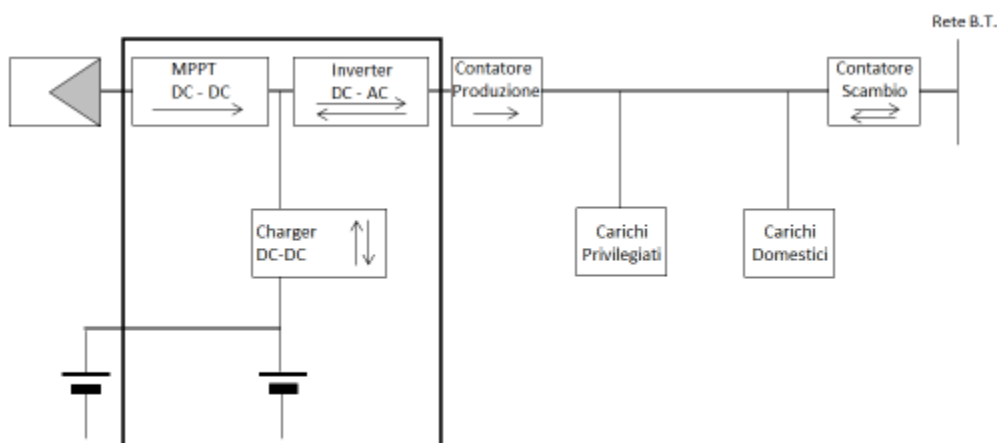 Rete B.T.
MPPT
DC - DC
Inverter
DC - AC
Contatore
Produzione
Contatore
Scambio
Charger
DC-DC
Carichi
Privilegiati
Carichi
Domestici